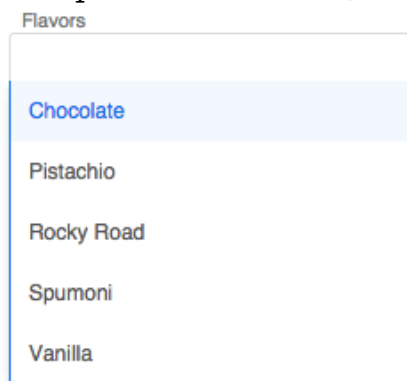 Flavors
Chocolate
Pistachio
Rocky Road
Spumoni
Vanilla